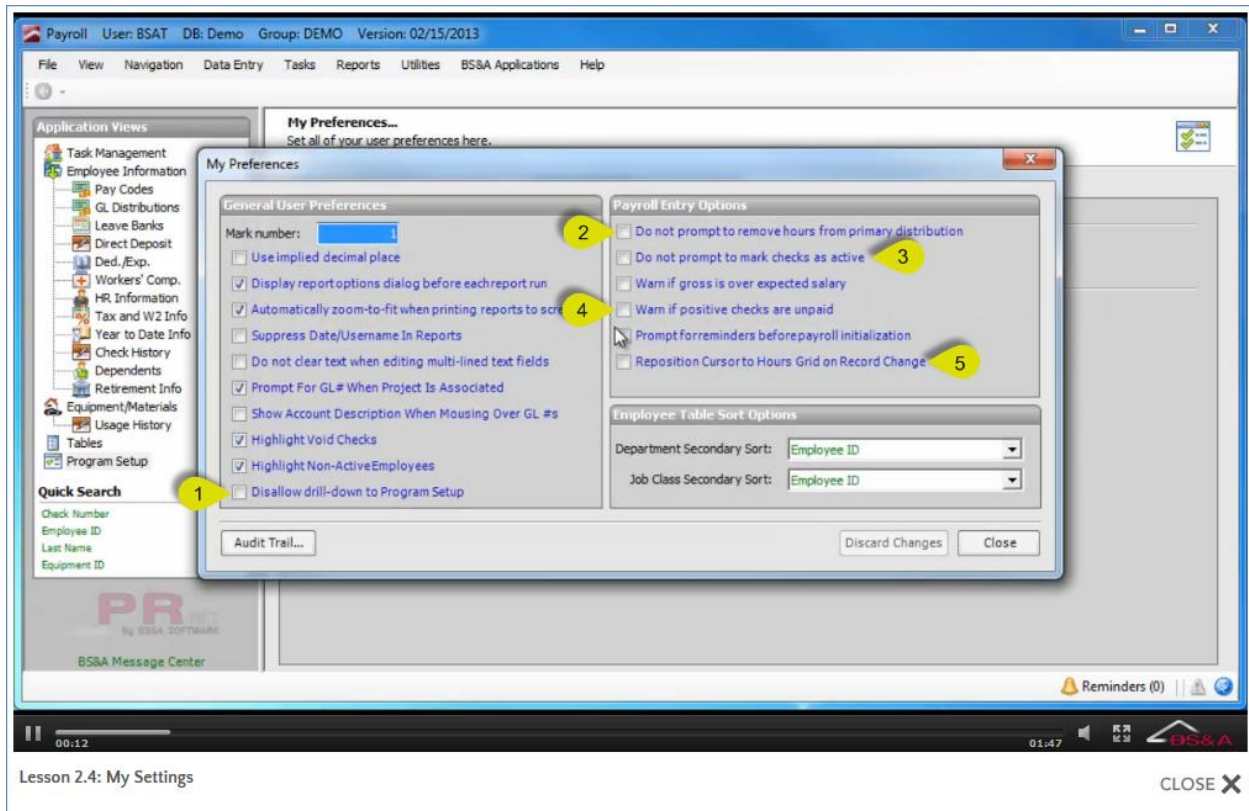 Payroll User: BSAT DB: Demo Group: DEMO Version: 02/15/2013
File View Navigation Data Entry Tasks Reports Utilities BS&A Applications Help
Application Views
Task Management
Employee Information
Pay Codes
GL Distributions
Leave Banks
Direct Deposit
Ded./Exp.
Workers' Comp.
HR Information
Tax and W2 Info
Year to Date Info
Check History
Dependents
Retirement Info
Equipment/Materials
Usage History
Tables
Program Setup
Quick Search
Check Number
Employee ID
Last Name
Equipment ID
PR.NET
by BS&A SOFTWARE
BS&A Message Center
My Preferences...
Set all of your user preferences here.
My Preferences
General User Preferences
Mark number: 1
Use implied decimal place
Display report options dialog before each report run
Automatically zoom-to-fit when printing reports to scre
Suppress Date/Username In Reports
Do not clear text when editing multi-lined text fields
Prompt For GL# When Project Is Associated
Show Account Description When Mousing Over GL #s
Highlight Void Checks
Highlight Non-Active Employees
1 Disallow drill-down to Program Setup
Payroll Entry Options
2 Do not prompt to remove hours from primary distribution
Do not prompt to mark checks as active 3
Warn if gross is over expected salary
4 Warn if positive checks are unpaid
Prompt for reminders before payroll initialization
Reposition Cursor to Hours Grid on Record Change 5
Employee Table Sort Options
Department Secondary Sort: Employee ID
Job Class Secondary Sort: Employee ID
Audit Trail... Discard Changes Close
Reminders (0)
00:12 01:47 BS&A
Lesson 2.4: My Settings
CLOSE X